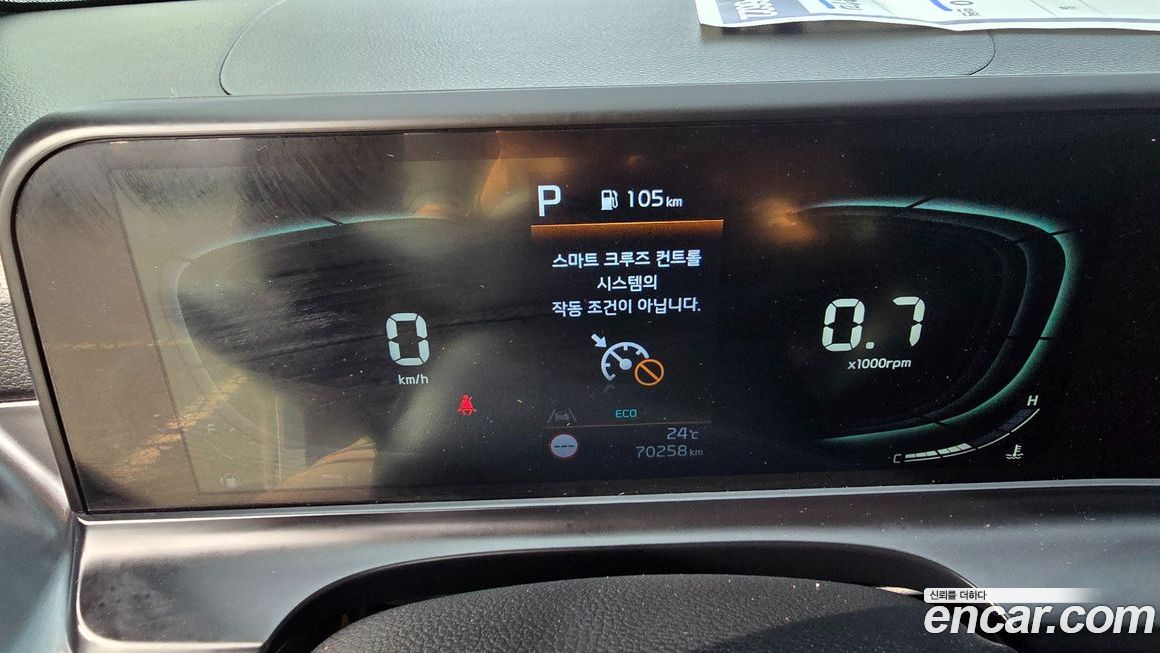 P 105 km
스마트 크루즈 컨트롤
시스템의
작동 조건이 아닙니다.
0
km/h
0.7
x1000rpm
ECO
H
C
F
---
24℃
70258 km
신뢰를 더하다
encar.com